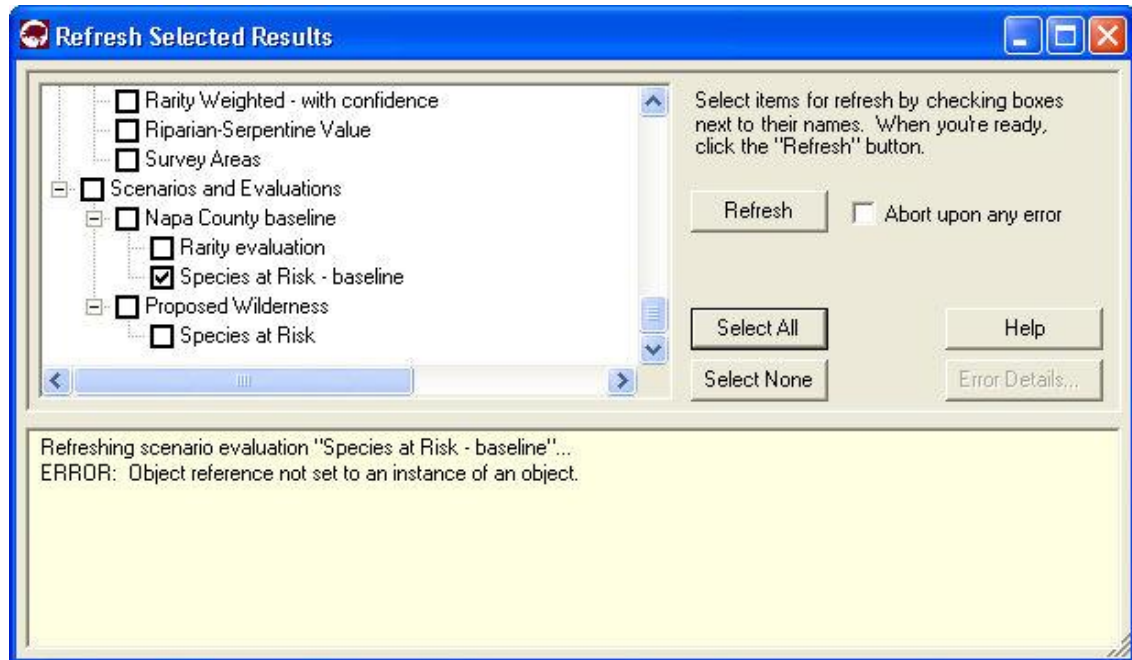 Refresh Selected Results
Rarity Weighted - with confidence
Riparian-Serpentine Value
Survey Areas
Scenarios and Evaluations
Napa County baseline
Rarity evaluation
Species at Risk - baseline
Proposed Wilderness
Species at Risk
Select items for refresh by checking boxes
next to their names. When you're ready,
click the "Refresh" button.
Refresh
Abort upon any error
Select All
Help
Select None
Error Details...
Refreshing scenario evaluation "Species at Risk - baseline"...
ERROR: Object reference not set to an instance of an object.